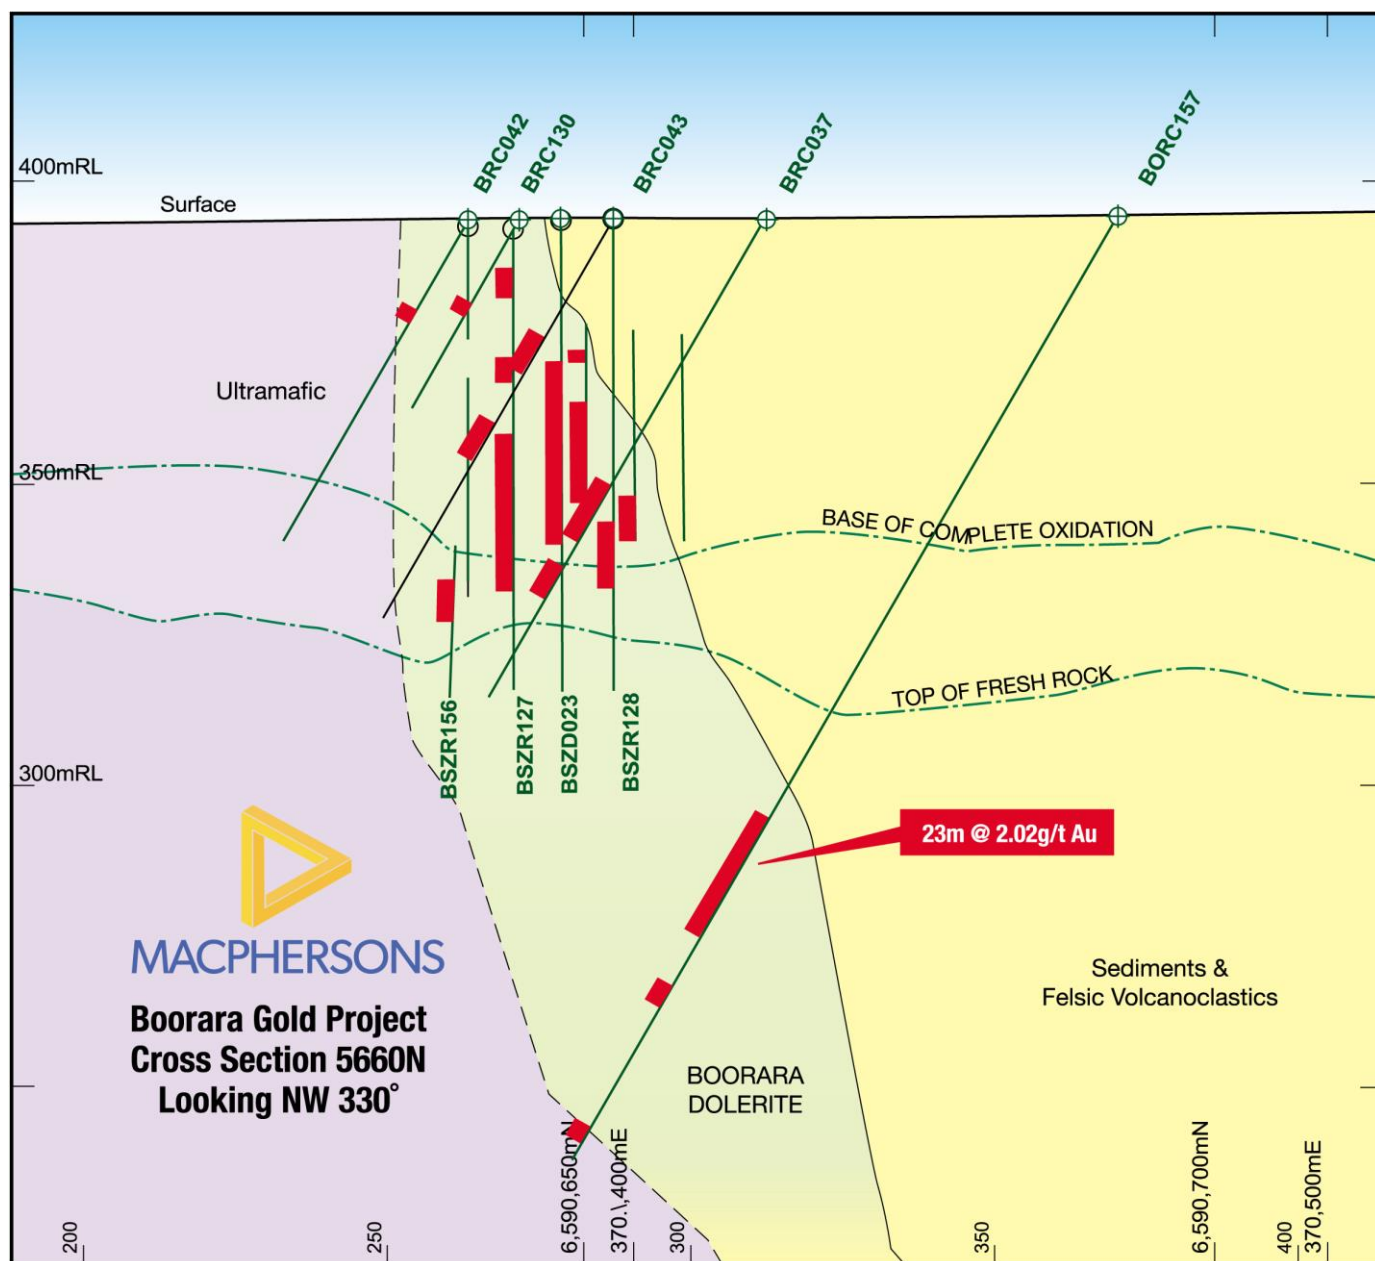 BRC042
BRC130
BRC043
BRC037
BORC157
400mRL
Surface
Ultramafic
350mRL
BASE OF COMPLETE OXIDATION
TOP OF FRESH ROCK
BSZR156
BSZR127
BSZD023
BSZR128
300mRL
23m @ 2.02g/t Au
MACPHERSONS
Boorara Gold Project
Cross Section 5660N
Looking NW 330°
Sediments &
Felsic Volcanoclastics
BOORARA
DOLERITE
200
250
6,590,650mN
370.\,400mE
300
350
6,590,700mN
400
370,500mE